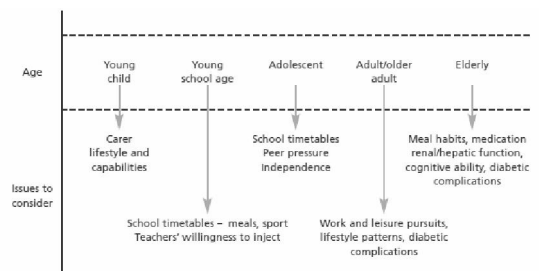 Age
Young
child
Young
school age
Adolescent
Adult/older
adult
Elderly
Issues to
consider
Carer
lifestyle and
capabilities
School timetables
Peer pressure
Independence
Meal habits, medication
renal/hepatic function,
cognitive ability, diabetic
complications
School timetables – meals, sport
Teachers' willingness to inject
Work and leisure pursuits,
lifestyle patterns, diabetic
complications